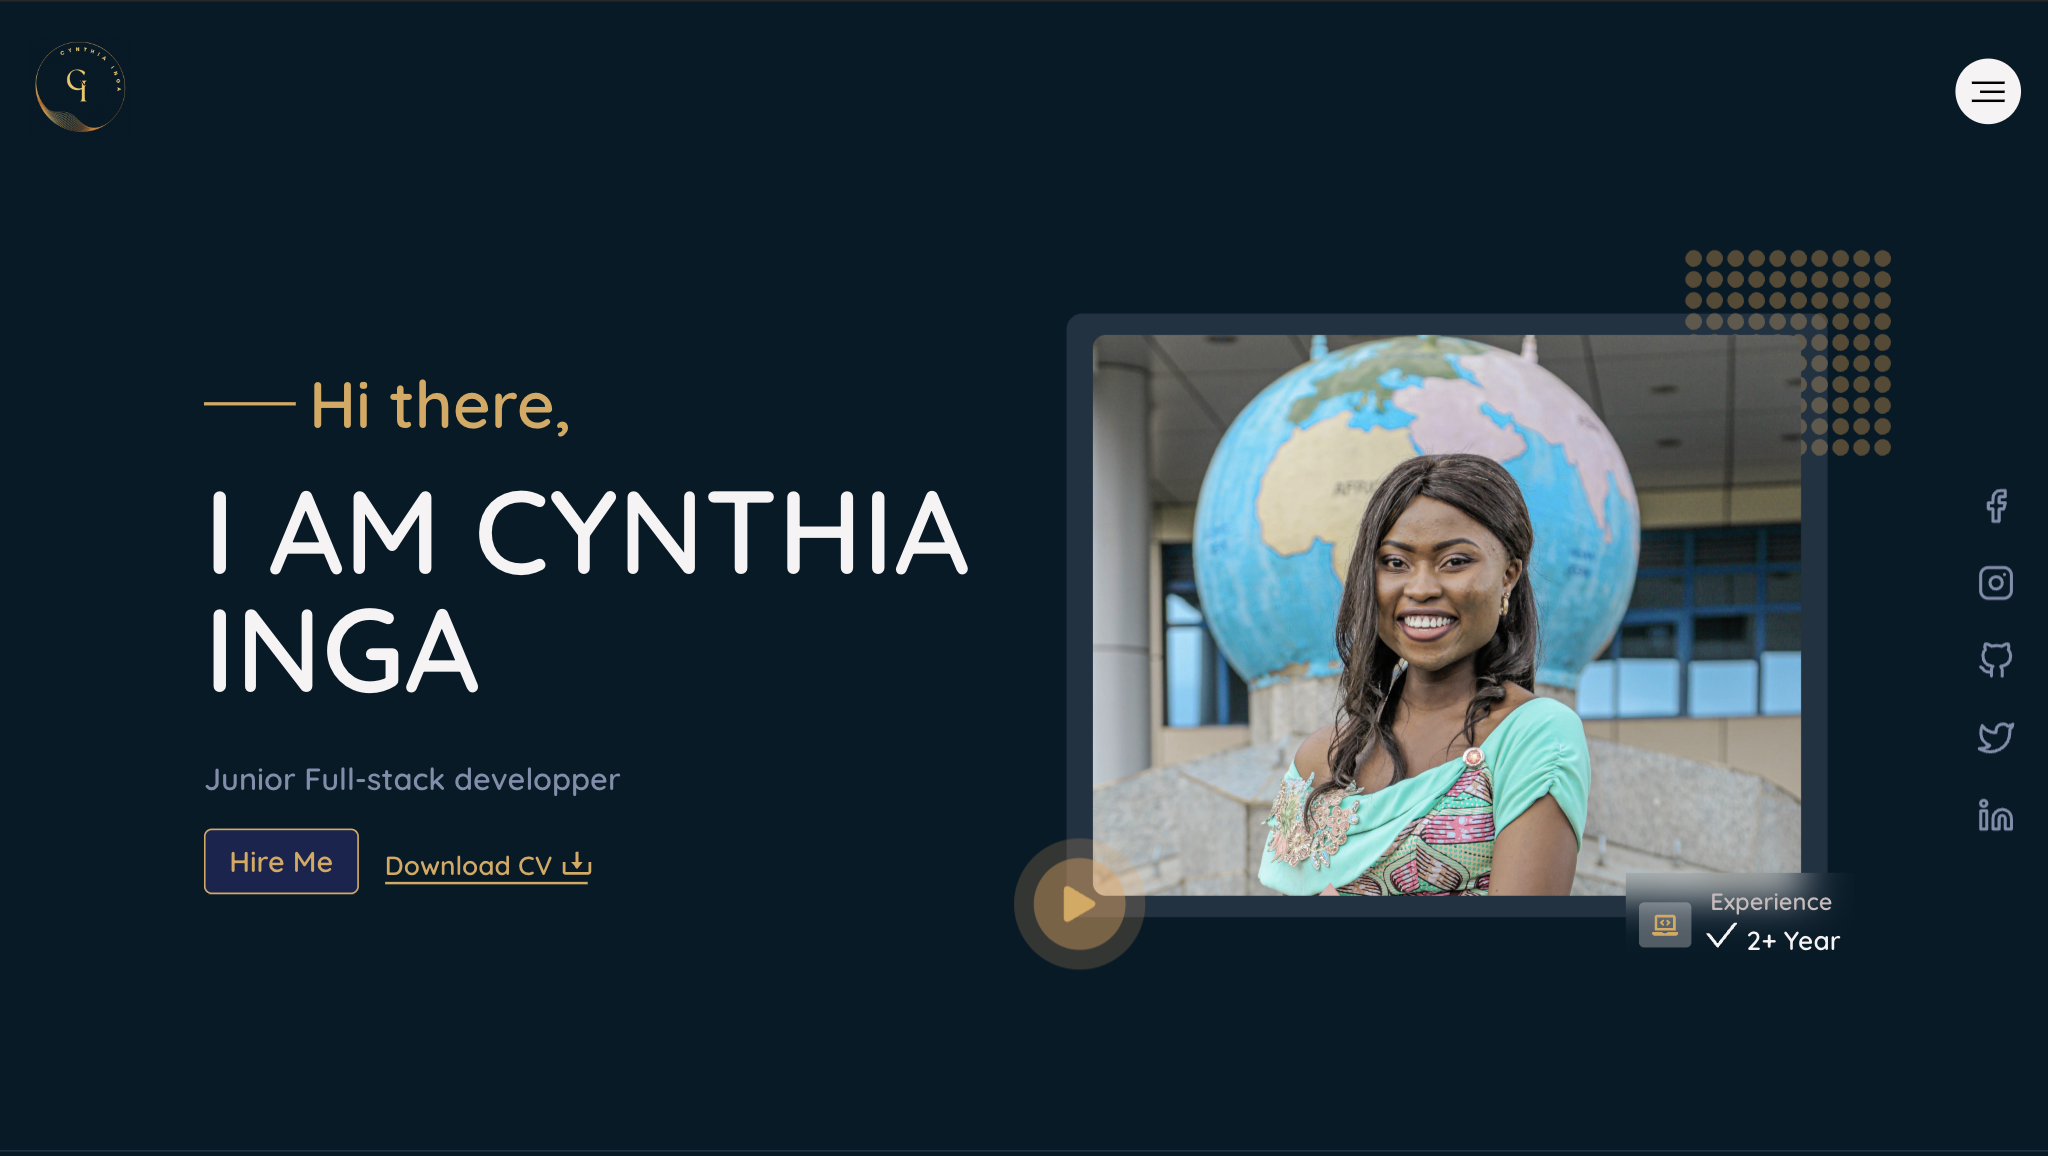 CYNTHIA INGA
CI
Hi there,
I AM CYNTHIA
INGA
Junior Full-stack developper
Hire Me
Download CV
Experience
2+ Year